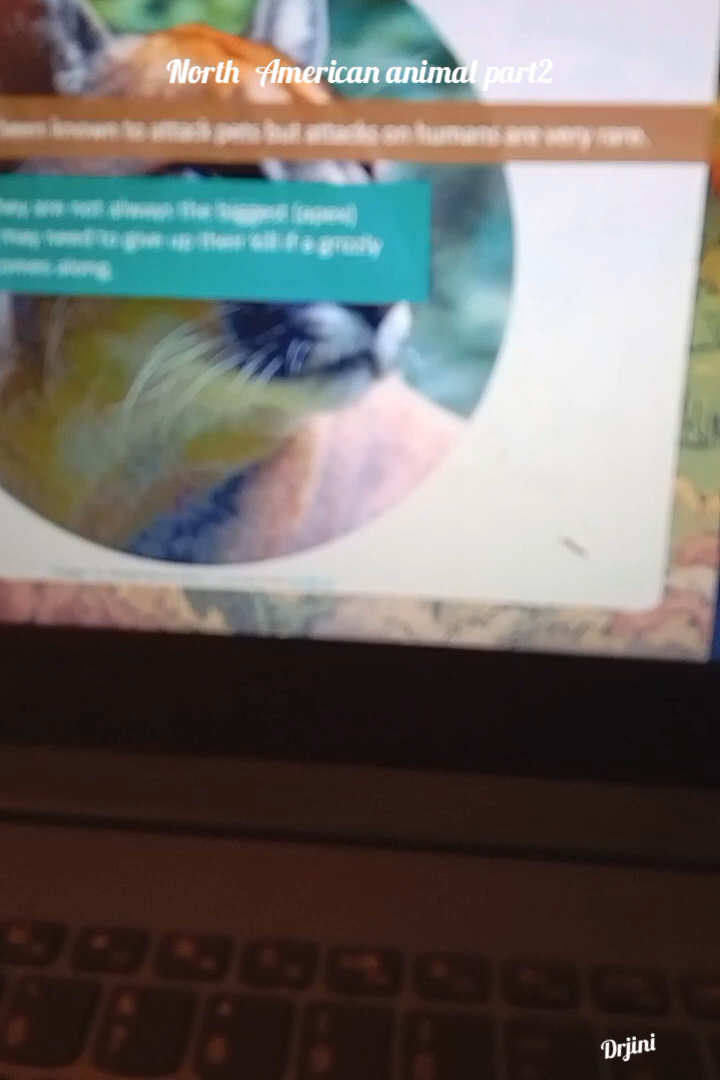 North American animal part2
been known to attack pets but attacks on humans are very rare.
they are not always the biggest (apex)
may need to give up their kill if a grizzly
comes along.
Drjini